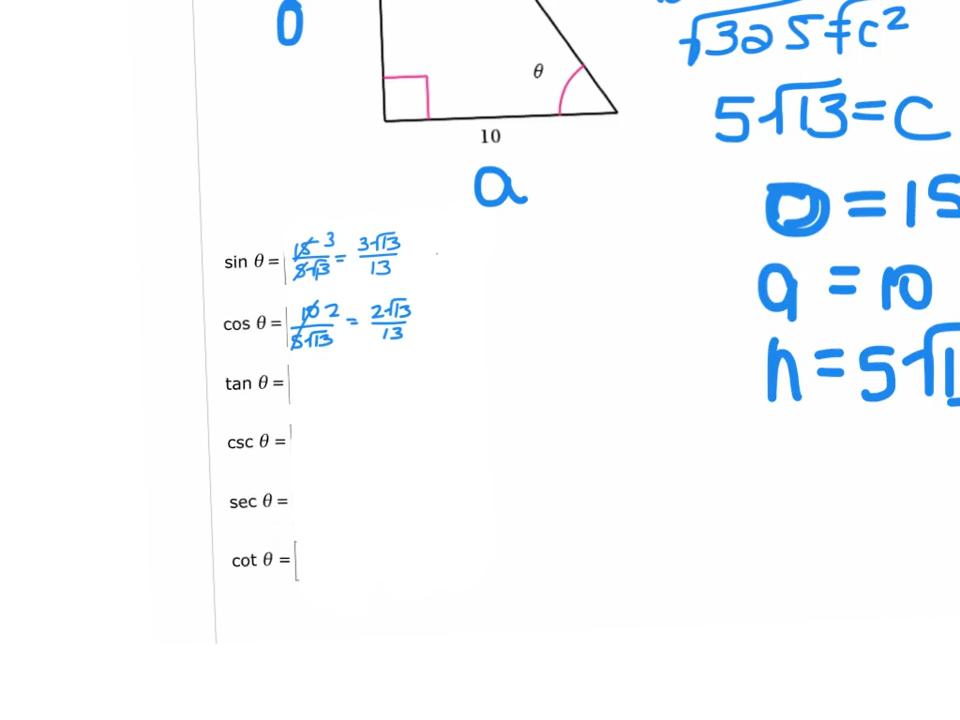 O
θ
10
a
√325 = √c²
5√13 = C
O = 15
a = 10
h = 5√1
sin θ = 15 3 / 5√13 = 3√13 / 13
cos θ = 10 2 / 5√13 = 2√13 / 13
tan θ =
csc θ =
sec θ =
cot θ =